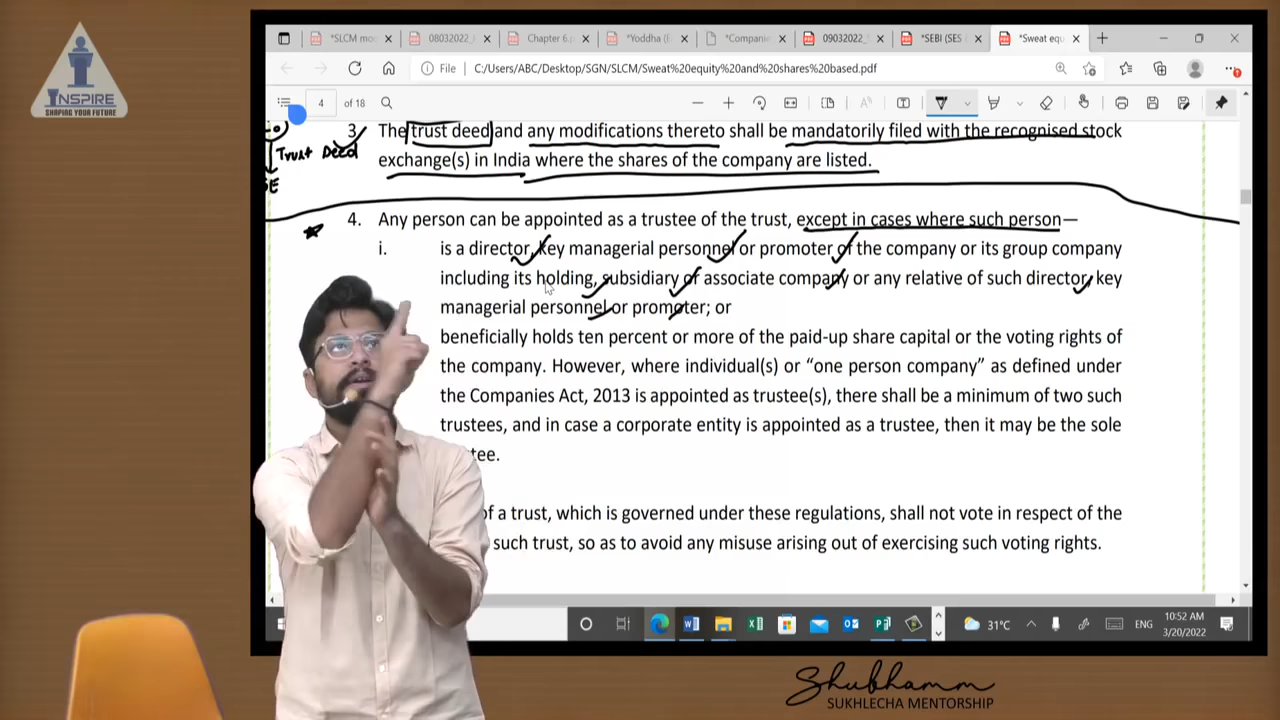 INSPIRE
SHAPING YOUR FUTURE
*SLCM mo
08032022_
Chapter 6.
*Yoddha (E
*Companie
09032022_
*SEBI (SES
*Sweat equ
File
C:/Users/ABC/Desktop/SGN/SLCM/Sweat%20equity%20and%20shares%20based.pdf
4 of 18
Trust Deed
SE
3. The trust deed and any modifications thereto shall be mandatorily filed with the recognised stock
exchange(s) in India where the shares of the company are listed.
4. Any person can be appointed as a trustee of the trust, except in cases where such person—
i. is a director, key managerial personnel or promoter of the company or its group company
including its holding, subsidiary or associate company or any relative of such director, key
managerial personnel or promoter; or
beneficially holds ten percent or more of the paid-up share capital or the voting rights of
the company. However, where individual(s) or “one person company” as defined under
the Companies Act, 2013 is appointed as trustee(s), there shall be a minimum of two such
trustees, and in case a corporate entity is appointed as a trustee, then it may be the sole
tee.
of a trust, which is governed under these regulations, shall not vote in respect of the
such trust, so as to avoid any misuse arising out of exercising such voting rights.
31°C
ENG
10:52 AM
3/20/2022
Shubhamm
SUKHLECHA MENTORSHIP